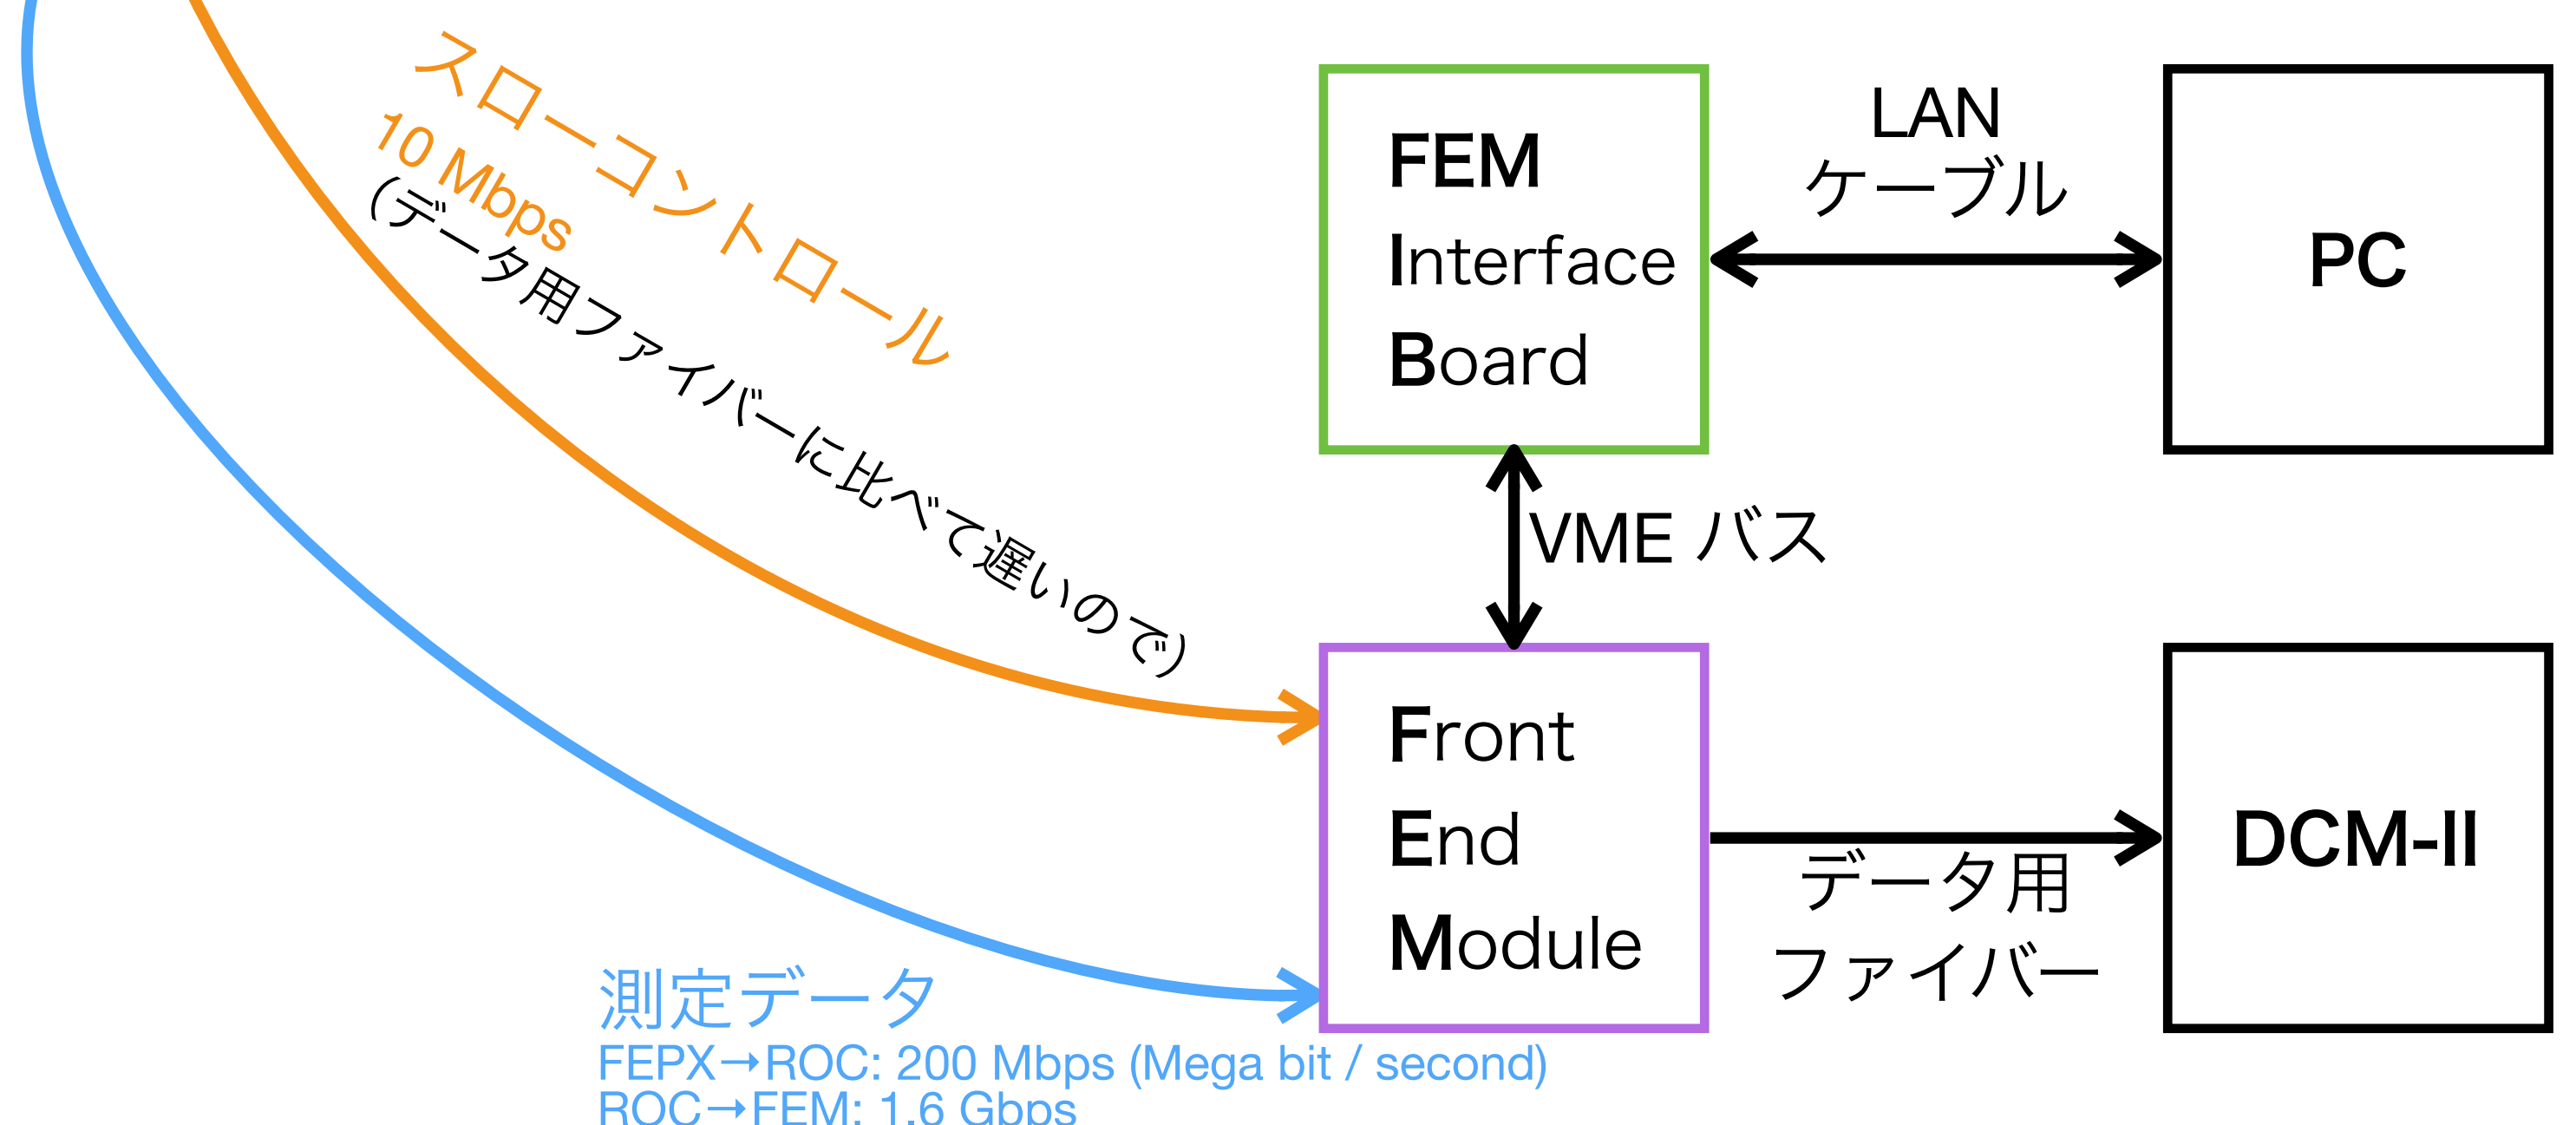 スローコントロール
10 Mbps
(データ用ファイバーに比べて遅いので)
FEM
Interface
Board
LAN
ケーブル
PC
VME バス
Front
End
Module
データ用
ファイバー
DCM-II
測定データ
FEPX→ROC: 200 Mbps (Mega bit / second)
ROC→FEM: 1.6 Gbps